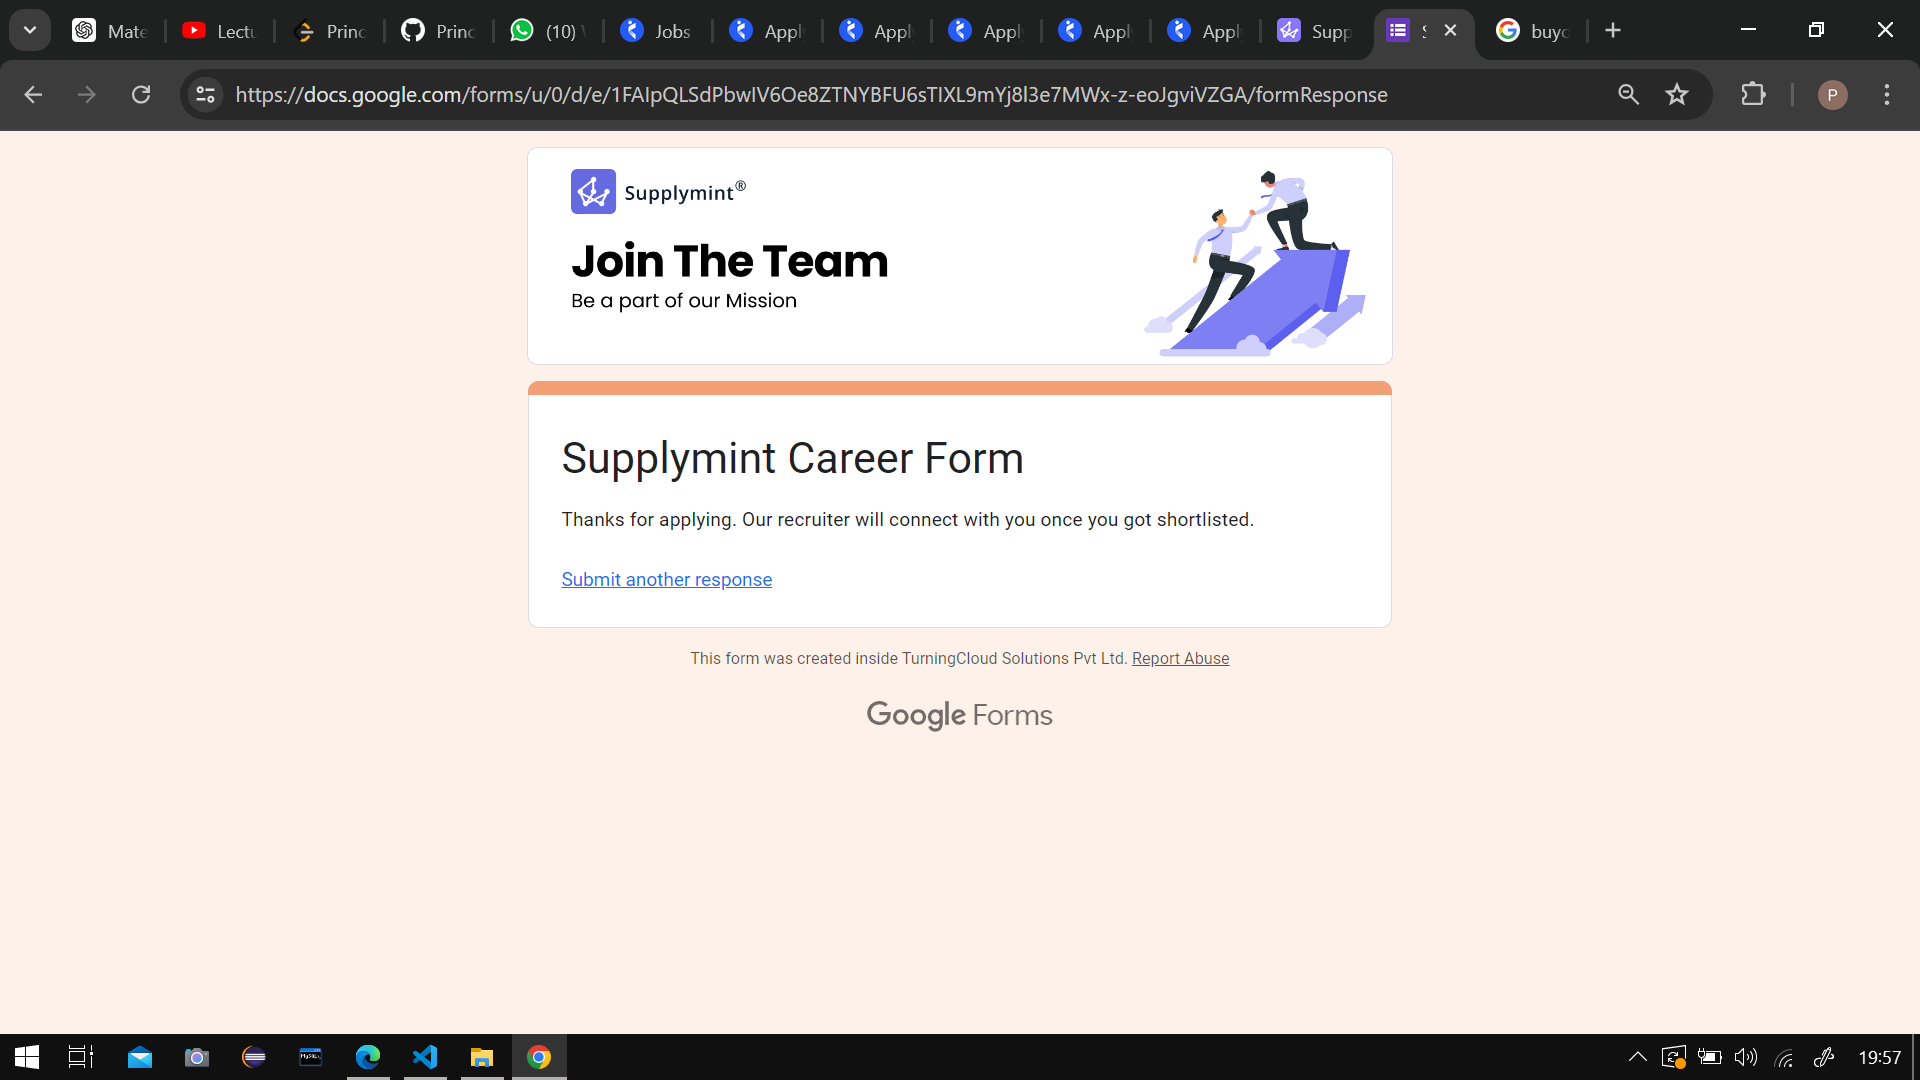 Mate
Lectu
Princ
Princ
(10)
Jobs
Appl
Appl
Appl
Appl
Appl
Supp
buyc
https://docs.google.com/forms/u/0/d/e/1FAIpQLSdPbwIV6Oe8ZTNYBFU6sTIXL9mYj8l3e7MWx-z-eoJgviVZGA/formResponse
P
Supplymint®
Join The Team
Be a part of our Mission
Supplymint Career Form
Thanks for applying. Our recruiter will connect with you once you got shortlisted.
Submit another response
This form was created inside TurningCloud Solutions Pvt Ltd. Report Abuse
Google Forms
MySQL
19:57